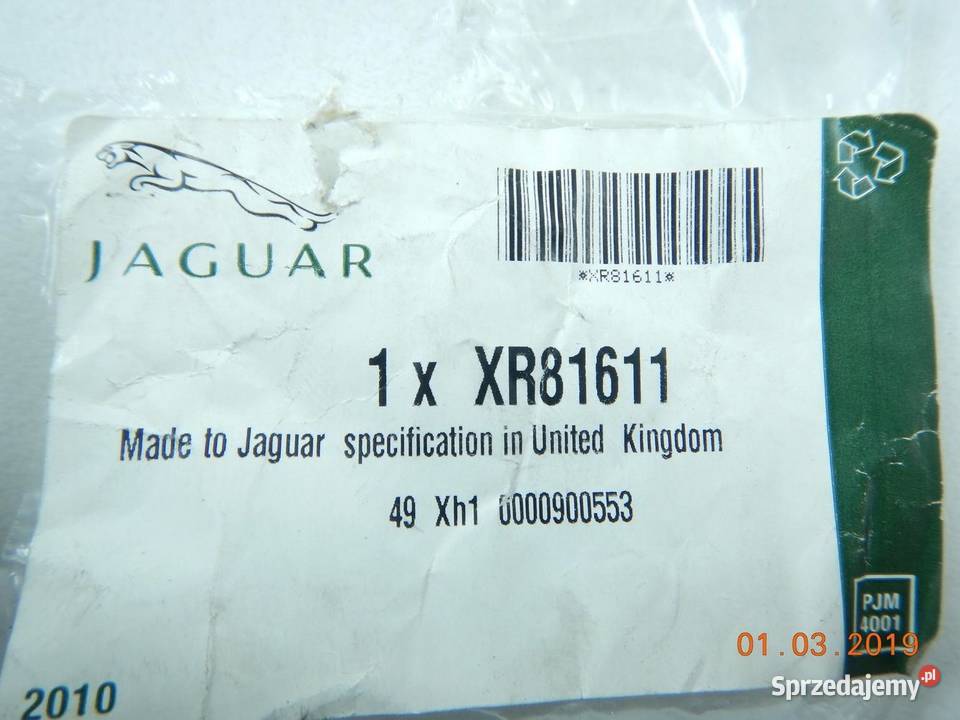 JAGUAR
*XR81611*
1 x XR81611
Made to Jaguar specification in United Kingdom
49 Xh1 0000900553
PJM
4001
01.03.2019
2010
Sprzedajemy.pl